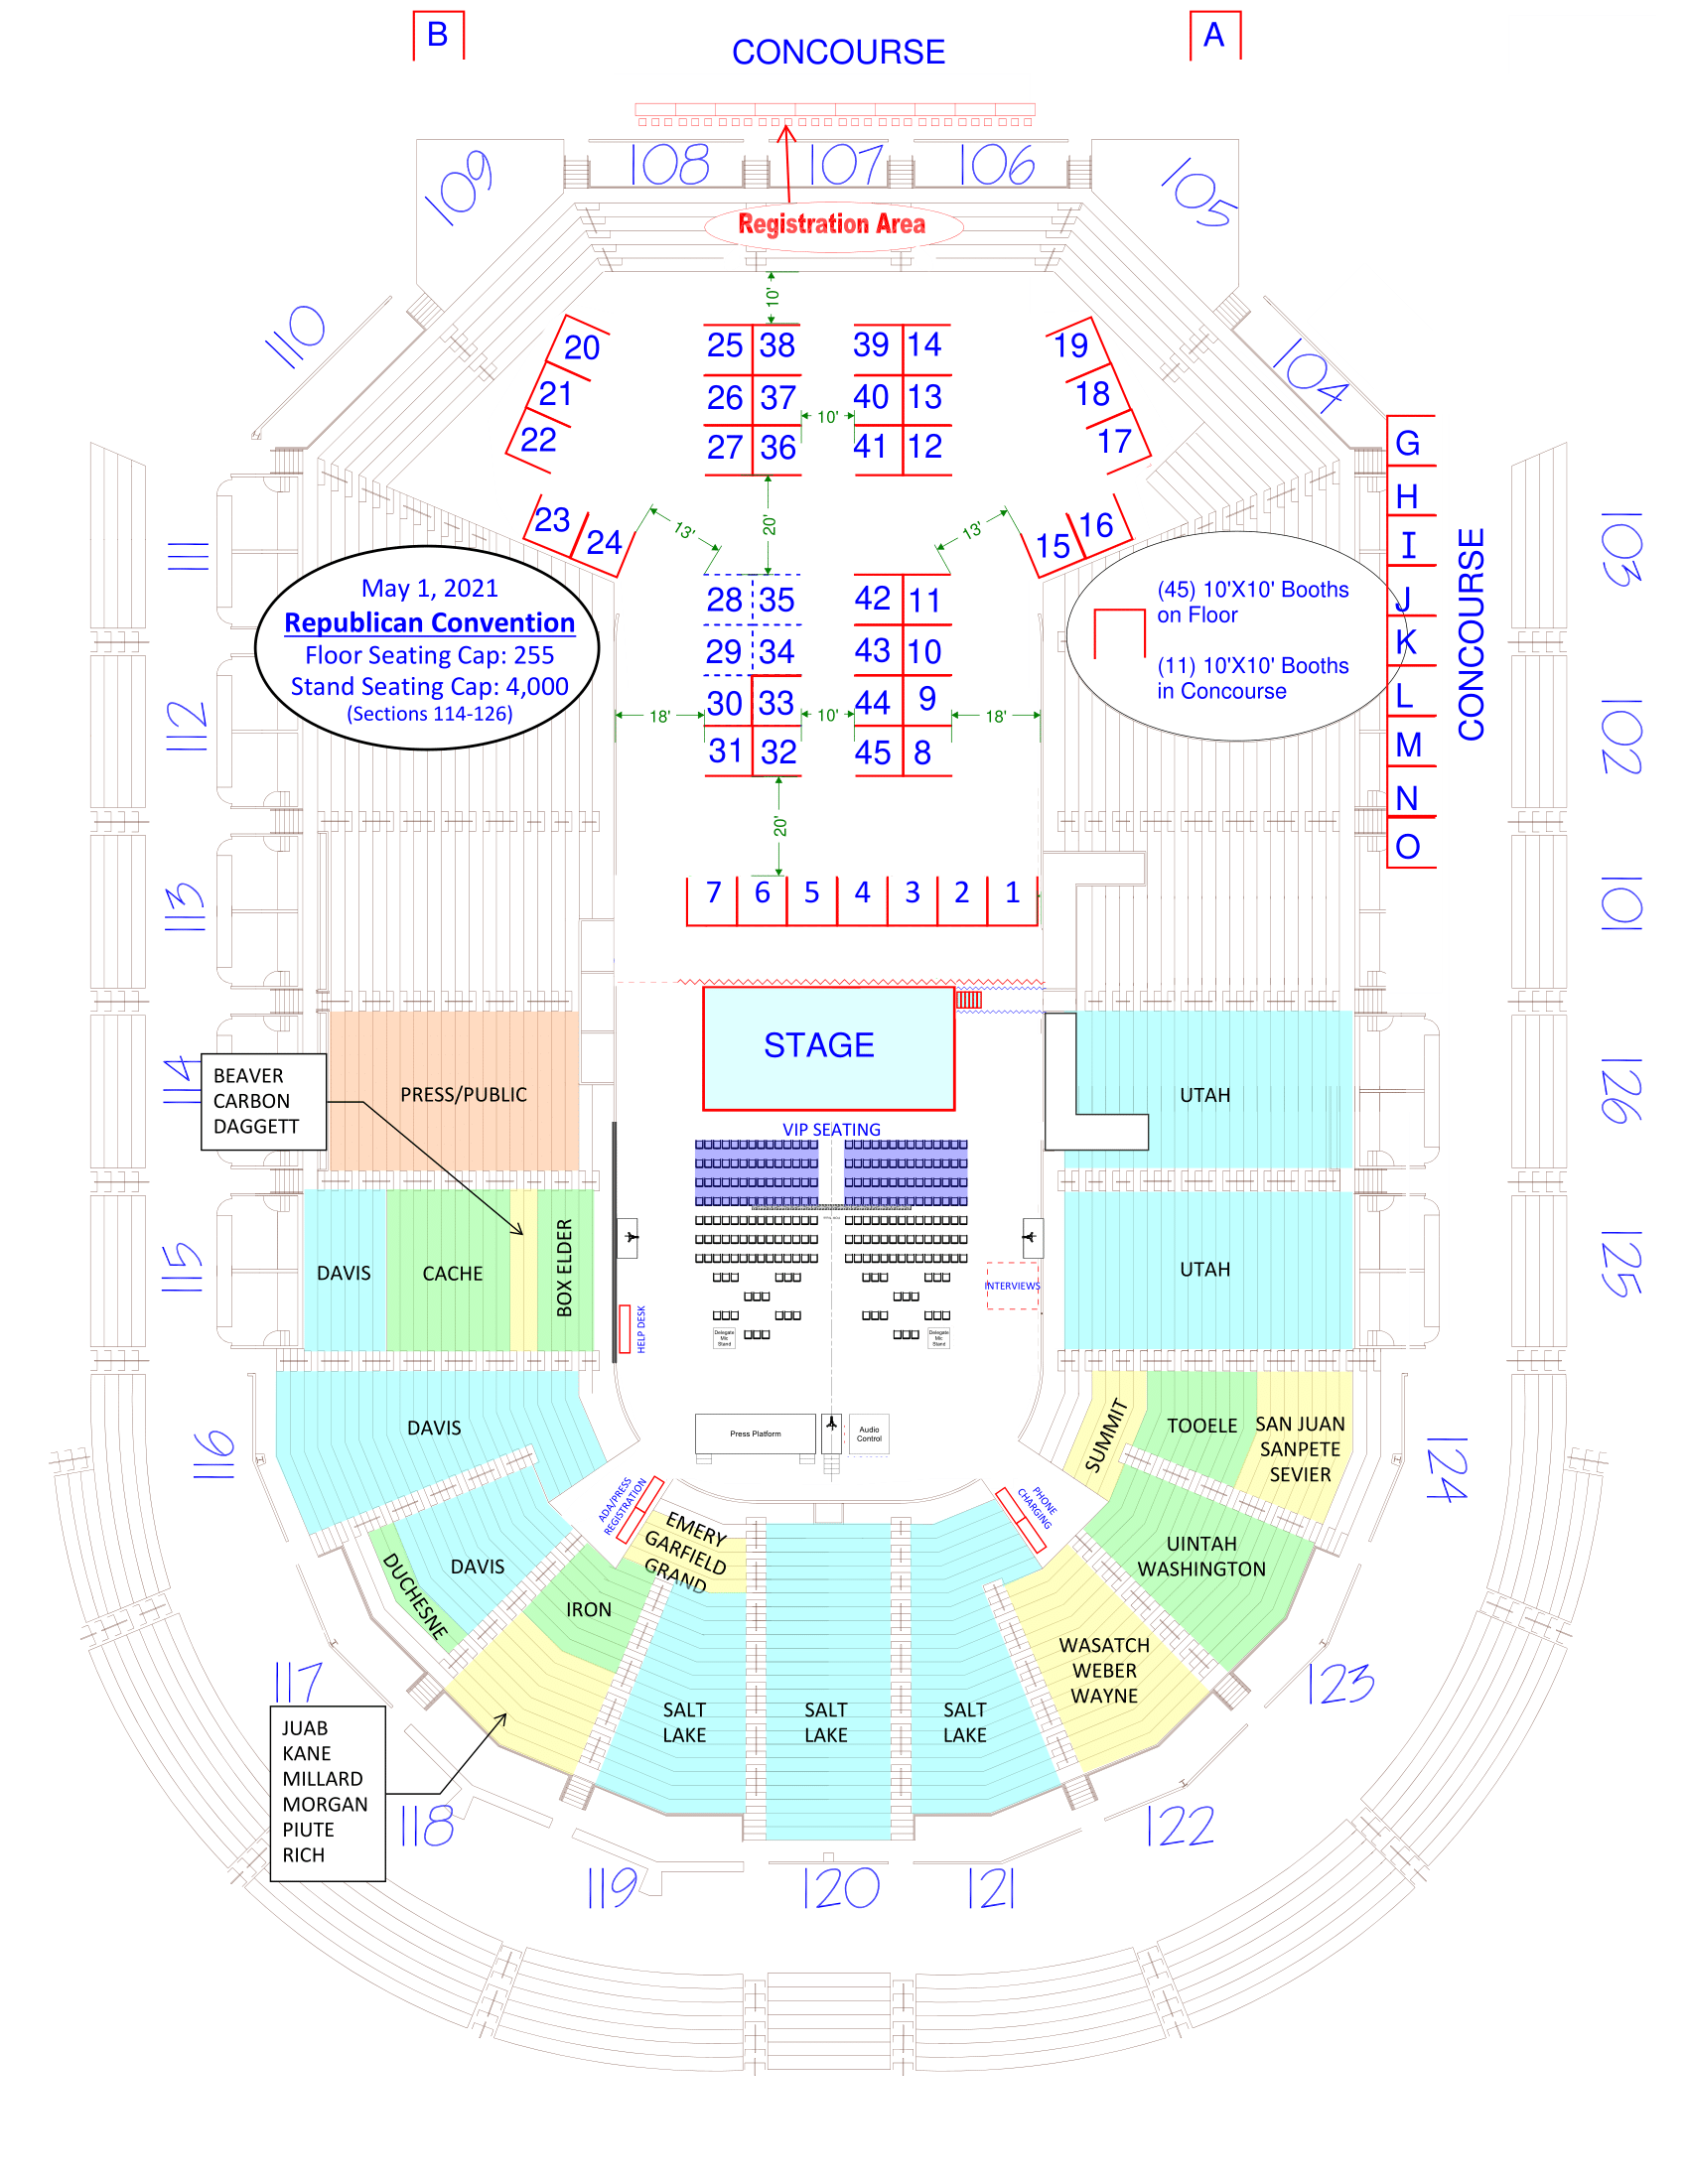 B
A
CONCOURSE
109
108
107
106
105
Registration Area
110
104
10'
20
21
22
23
24
25 38
26 37
27 36
39 14
40 13
41 12
10'
19
18
17
16
15
13'
20'
13'
G
H
I
J
K
L
M
N
O
CONCOURSE
103
102
101
111
112
113
May 1, 2021
Republican Convention
Floor Seating Cap: 255
Stand Seating Cap: 4,000
(Sections 114-126)
28 35
29 34
30 33
31 32
42 11
43 10
44 9
45 8
18'
10'
18'
(45) 10'X10' Booths
on Floor
(11) 10'X10' Booths
in Concourse
20'
7 6 5 4 3 2 1
STAGE
VIP SEATING
114
BEAVER
CARBON
DAGGETT
PRESS/PUBLIC
UTAH
126
115
DAVIS
CACHE
BOX ELDER
HELP DESK
INTERVIEWS
UTAH
125
Delegate
Mic
Stand
Delegate
Mic
Stand
116
DAVIS
Press Platform
Audio
Control
SUMMIT
TOOELE
SAN JUAN
SANPETE
SEVIER
124
ADA/PRESS
REGISTRATION
PHONE
CHARGING
DUCHESNE
DAVIS
EMERY
GARFIELD
GRAND
IRON
UINTAH
WASHINGTON
WASATCH
WEBER
WAYNE
117
123
JUAB
KANE
MILLARD
MORGAN
PIUTE
RICH
SALT
LAKE
SALT
LAKE
SALT
LAKE
118
119
120
121
122